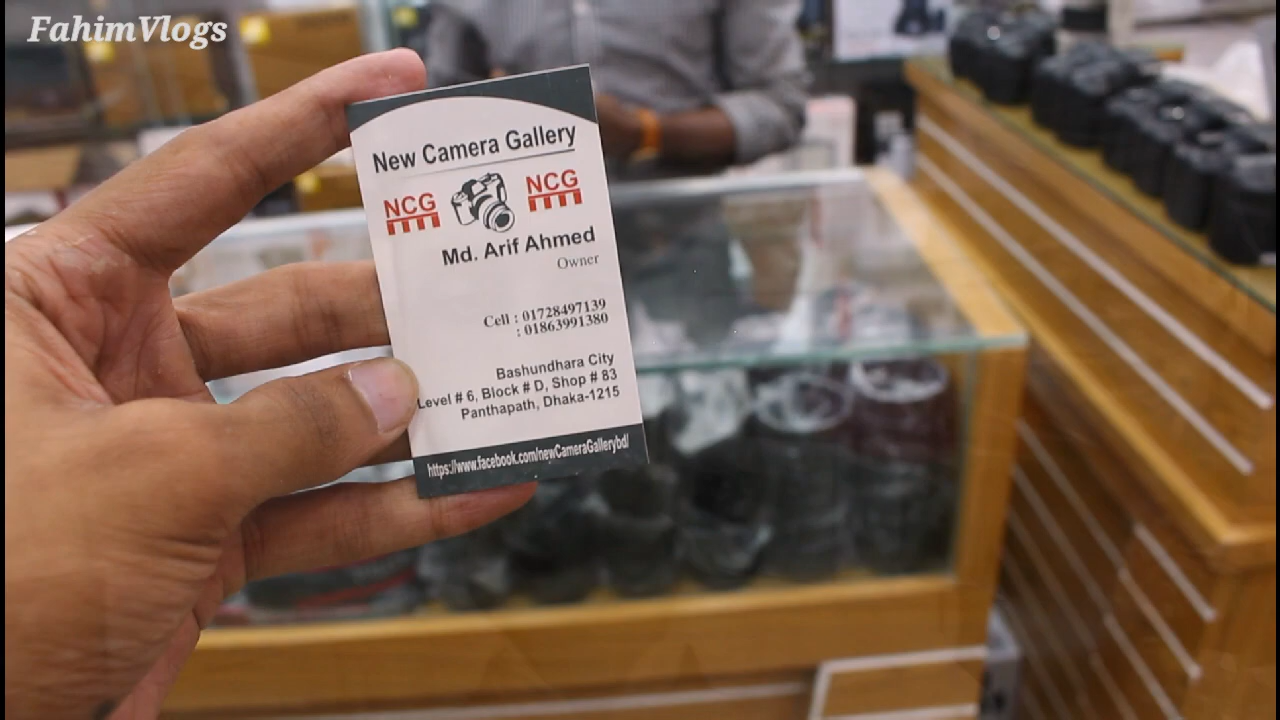 FahimVlogs
New Camera Gallery
NCG NCG
Md. Arif Ahmed
Owner
Cell : 01728497139
: 01863991380
Bashundhara City
Level # 6, Block # D, Shop # 83
Panthapath, Dhaka-1215
https://www.facebook.com/newCameraGallerybd/